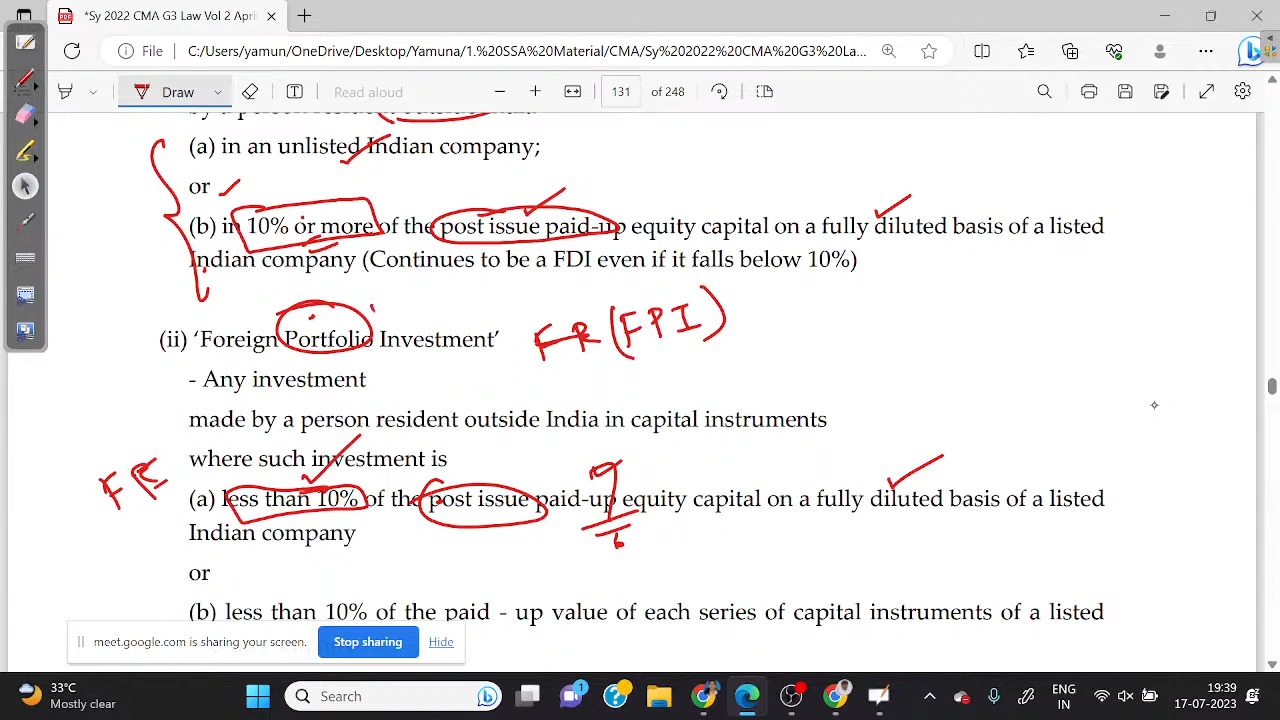 *Sy 2022 CMA G3 Law Vol 2 April
File
C:/Users/yamun/OneDrive/Desktop/Yamuna/1.%20SSA%20Material/CMA/Sy%202022%20CMA%20G3%20La...
Draw
Read aloud
131 of 248
(a) in an unlisted Indian company;
or
(b) in 10% or more of the post issue paid-up equity capital on a fully diluted basis of a listed
Indian company (Continues to be a FDI even if it falls below 10%)
(ii) ‘Foreign Portfolio Investment’ (FPI)
- Any investment
made by a person resident outside India in capital instruments
where such investment is
(a) less than 10% of the post issue paid-up equity capital on a fully diluted basis of a listed
Indian company
or
(b) less than 10% of the paid - up value of each series of capital instruments of a listed
meet.google.com is sharing your screen. Stop sharing Hide
33°C
Mostly clear
Search
1
ENG
IN
19:39
17-07-2023